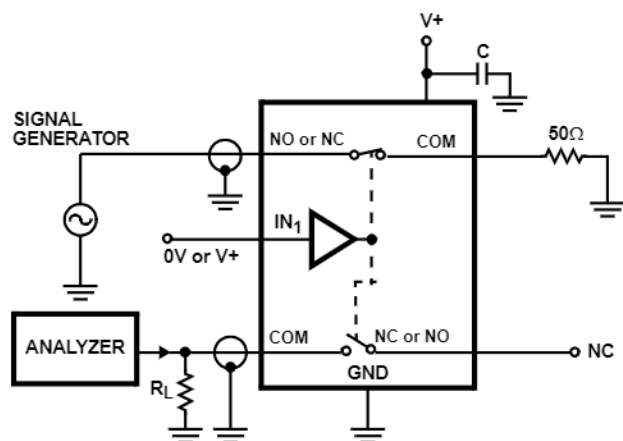 V+
C
SIGNAL
GENERATOR
NO or NC
COM
50Ω
IN1
0V or V+
ANALYZER
COM
NC or NO
NC
RL
GND